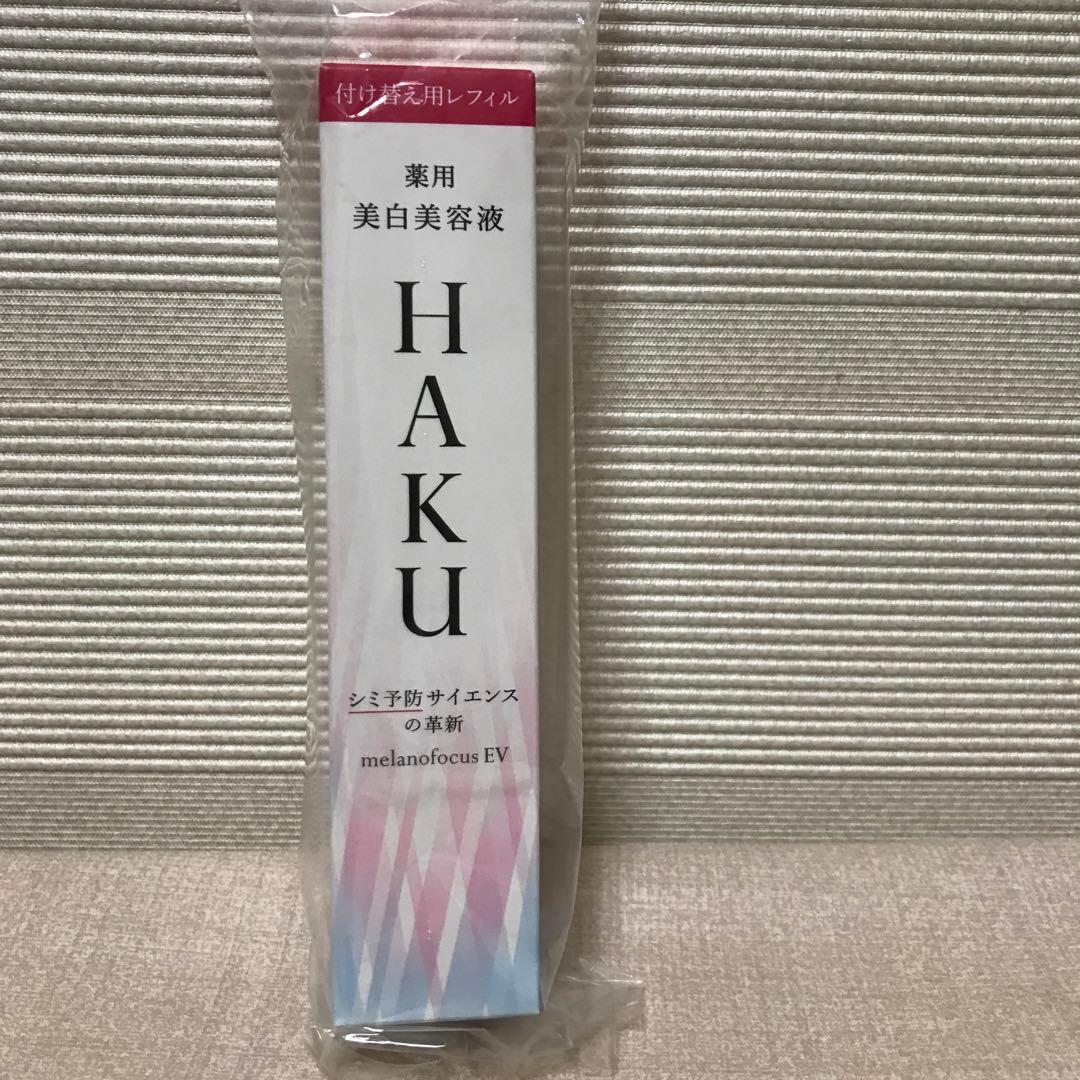 付け替え用レフィル
薬用
美白美容液
HAKU
シミ予防サイエンス
の革新
melanofocus EV